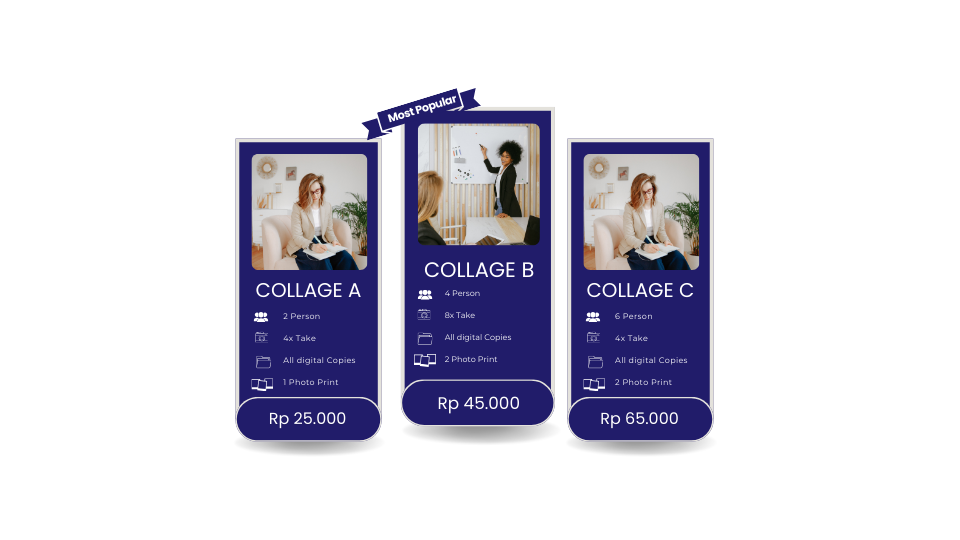 Most Popular
COLLAGE A
2 Person
4x Take
All digital Copies
1 Photo Print
Rp 25.000
COLLAGE B
4 Person
8x Take
All digital Copies
2 Photo Print
Rp 45.000
COLLAGE C
6 Person
4x Take
All digital Copies
2 Photo Print
Rp 65.000